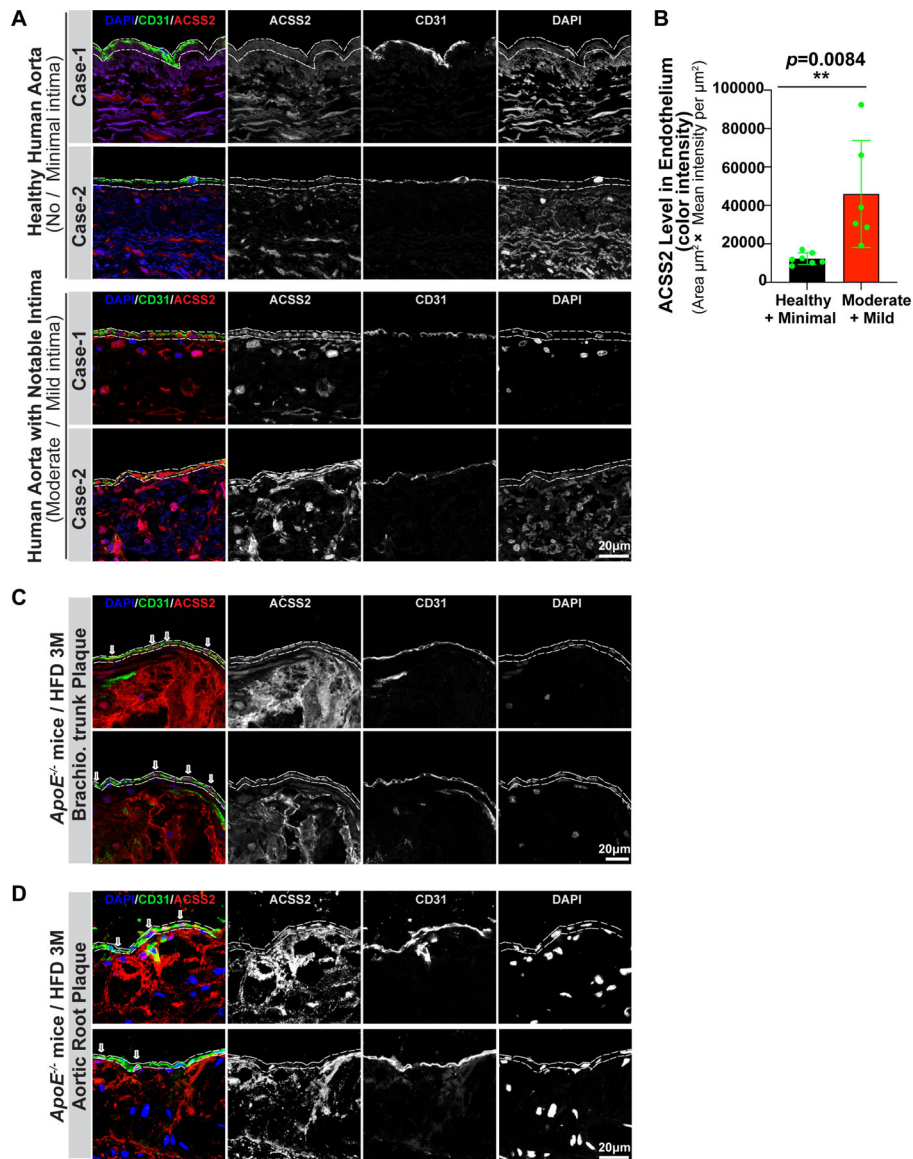 A
DAPI/CD31/ACSS2 ACSS2 CD31 DAPI
Healthy Human Aorta
(No / Minimal intima)
Case-1
Case-2
DAPI/CD31/ACSS2 ACSS2 CD31 DAPI
Human Aorta with Notable Intima
(Moderate / Mild intima)
Case-1
Case-2
20µm
B
p=0.0084
**
ACSS2 Level in Endothelium
(color intensity)
(Area µm² × Mean intensity per µm²)
100000
80000
60000
40000
20000
0
Healthy
+ Minimal
Moderate
+ Mild
C
DAPI/CD31/ACSS2 ACSS2 CD31 DAPI
ApoE-/- mice / HFD 3M
Brachio. trunk Plaque
20µm
D
DAPI/CD31/ACSS2 ACSS2 CD31 DAPI
ApoE-/- mice / HFD 3M
Aortic Root Plaque
20µm